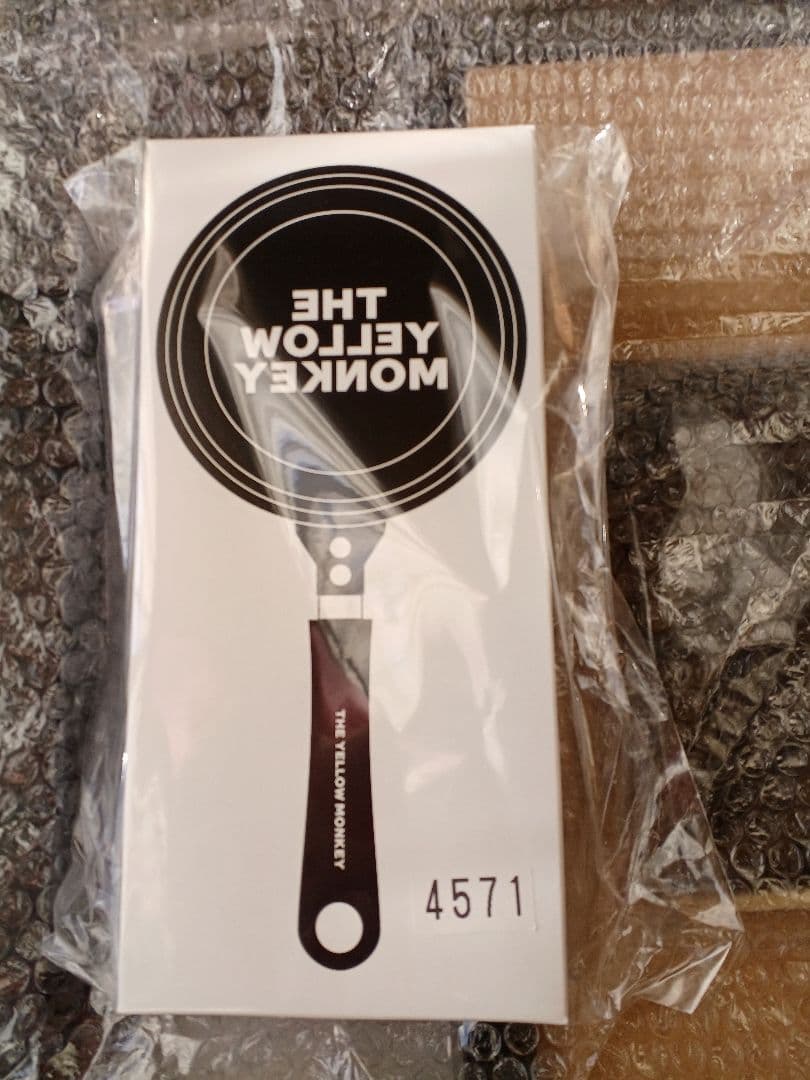 THE
YELLOW
MONKEY
THE YELLOW MONKEY
4571